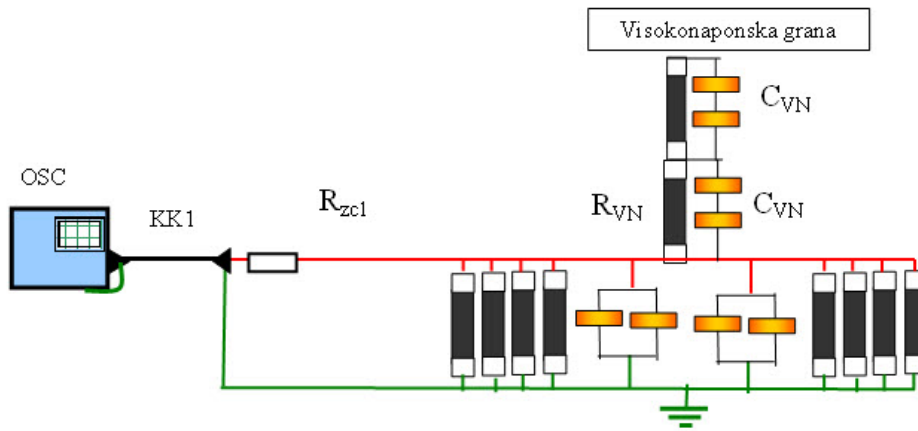 Visokonaponska grana
C_VN
OSC
KK1
R_zc1
R_VN
C_VN